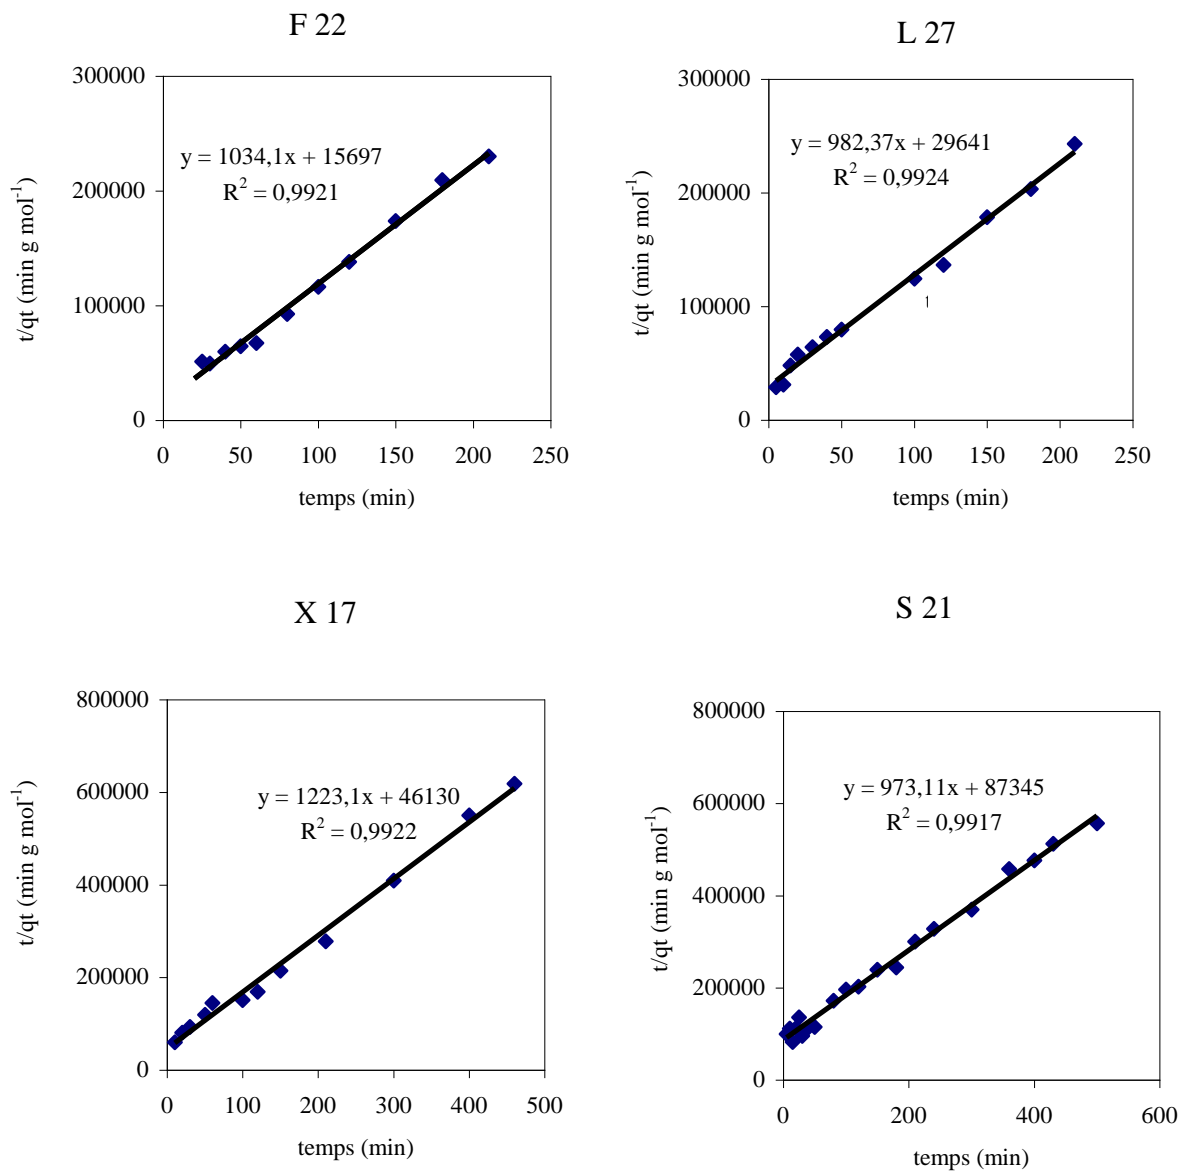 F 22
300000
200000
100000
0
t/qt (min g mol-1)
y = 1034,1x + 15697
R2 = 0,9921
0 50 100 150 200 250
temps (min)
L 27
300000
200000
100000
0
t/qt (min g mol-1)
y = 982,37x + 29641
R2 = 0,9924
1
0 50 100 150 200 250
temps (min)
X 17
800000
600000
400000
200000
0
t/qt (min g mol-1)
y = 1223,1x + 46130
R2 = 0,9922
0 100 200 300 400 500
temps (min)
S 21
800000
600000
400000
200000
0
t/qt (min g mol-1)
y = 973,11x + 87345
R2 = 0,9917
0 200 400 600
temps (min)